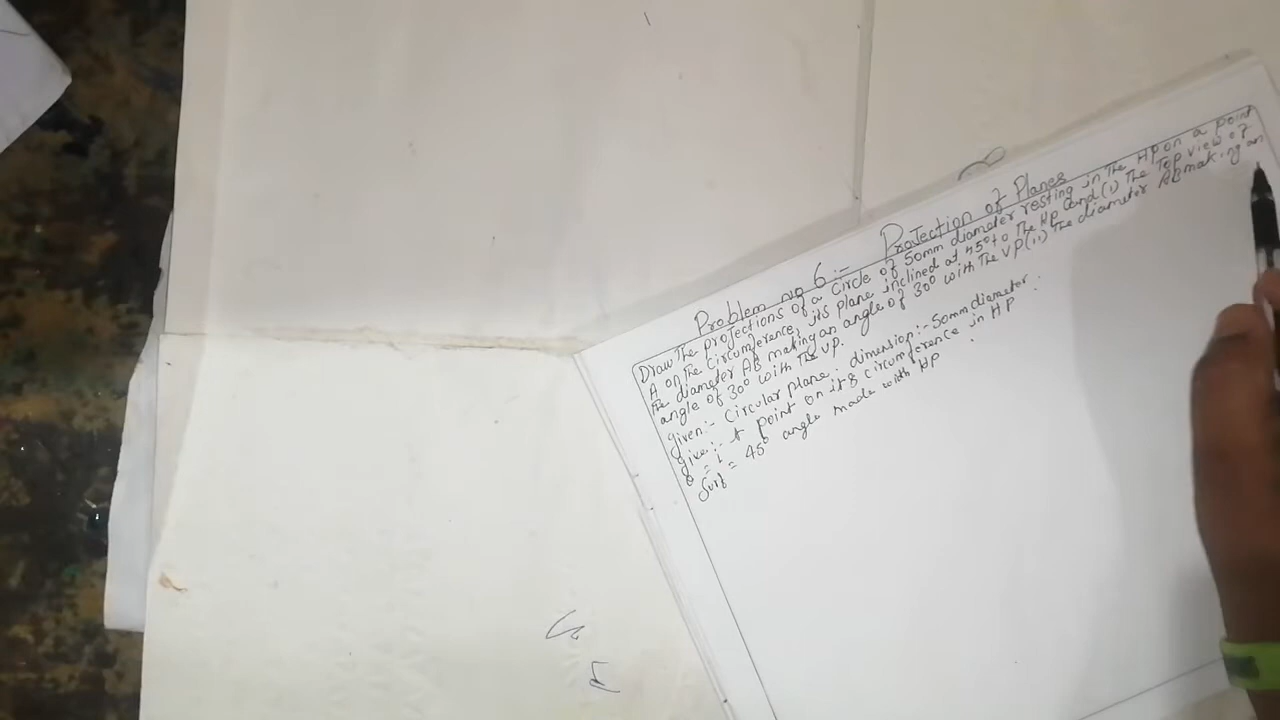 Projection of Planes
Problem no 6:-
Draw The Projections of a Circle of 50mm diameter resting in The HP on a point
A on The Circumference, its plane inclined at 45° to The HP and (i) The Top view of
The diameter AB making an angle of 30° with The VP (ii) The diameter AB making an
angle of 30° with The VP.
given:- Circular plane. dimension:- 50mm diameter.
give:- A point on its circumference in HP
Surf = 45° angle made with HP